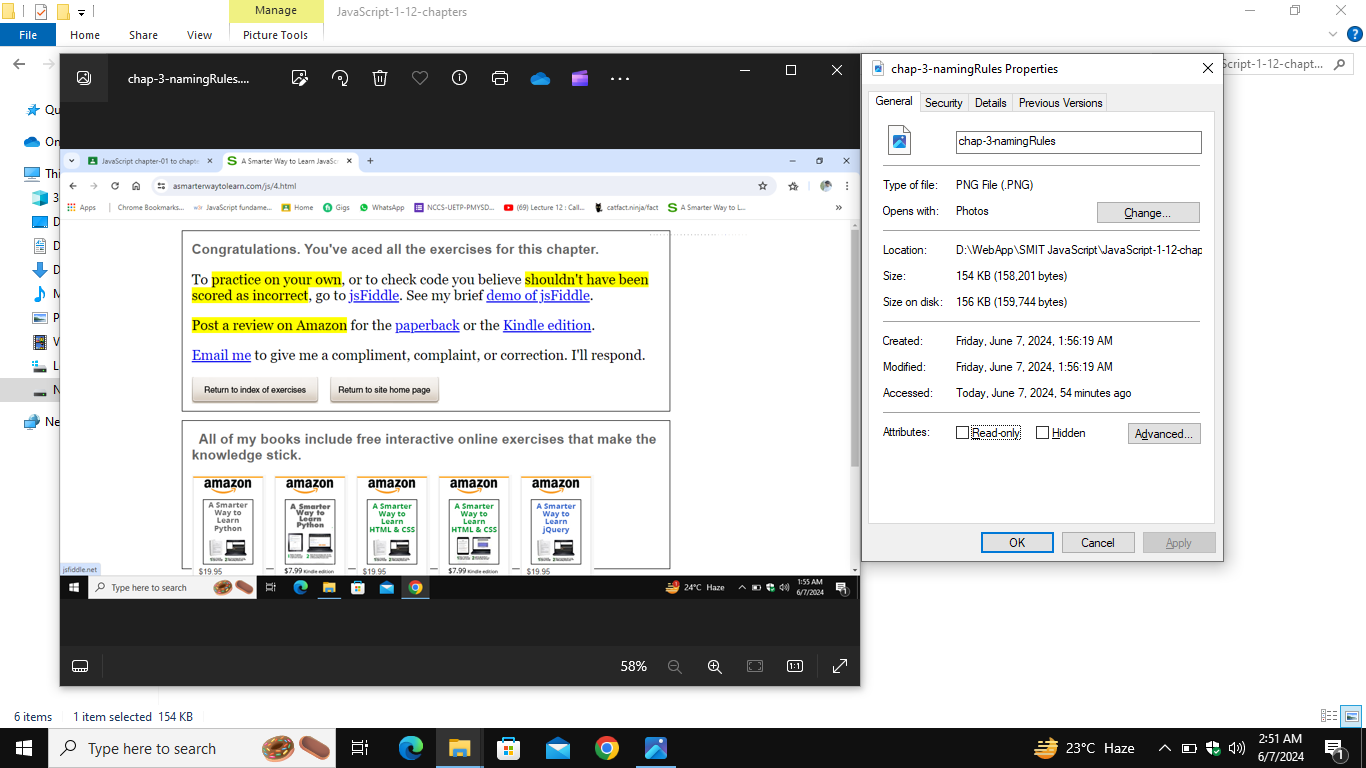 Manage
JavaScript-1-12-chapters
File
Home
Share
View
Picture Tools
?
Script-1-12-chapt...
chap-3-namingRules....
JavaScript chapter-01 to chapte
A Smarter Way to Learn JavaSc
asmarterwaytolearn.com/js/4.html
Apps
Chrome Bookmarks...
JavaScript fundame...
Home
Gigs
WhatsApp
NCCS-UETP-PMYSD...
(69) Lecture 12 : Call...
catfact.ninja/fact
A Smarter Way to L...
Congratulations. You've aced all the exercises for this chapter.
To practice on your own, or to check code you believe shouldn't have been
scored as incorrect, go to jsFiddle. See my brief demo of jsFiddle.
Post a review on Amazon for the paperback or the Kindle edition.
Email me to give me a compliment, complaint, or correction. I'll respond.
Return to index of exercises
Return to site home page
All of my books include free interactive online exercises that make the
knowledge stick.
amazon amazon amazon amazon amazon
A Smarter
Way to
Learn
Python
$19.95
A Smarter
Way to
Learn
Python
$7.99 Kindle edition
A Smarter
Way to
Learn
HTML & CSS
$19.95
A Smarter
Way to
Learn
HTML & CSS
$7.99 Kindle edition
A Smarter
Way to
Learn
jQuery
$19.95
jsfiddle.net
Type here to search
24°C Haze
1:55 AM
6/7/2024
58%
1:1
chap-3-namingRules Properties
General
Security
Details
Previous Versions
chap-3-namingRules
Type of file: PNG File (.PNG)
Opens with: Photos
Change...
Location: D:\WebApp\SMIT JavaScript\JavaScript-1-12-chap
Size: 154 KB (158,201 bytes)
Size on disk: 156 KB (159,744 bytes)
Created: Friday, June 7, 2024, 1:56:19 AM
Modified: Friday, June 7, 2024, 1:56:19 AM
Accessed: Today, June 7, 2024, 54 minutes ago
Attributes: Read-only Hidden
Advanced...
OK
Cancel
Apply
6 items
1 item selected 154 KB
Type here to search
23°C Haze
2:51 AM
6/7/2024
1